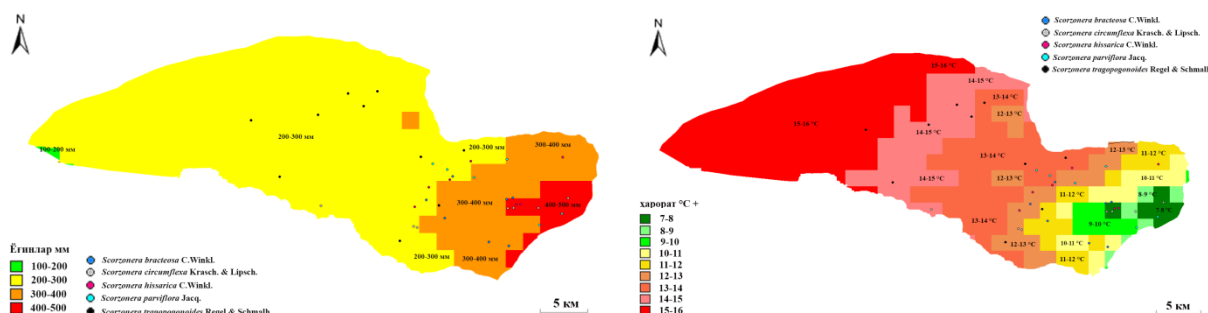 N
200-300 мм
100-200 мм
200-300 мм
300-400 мм
300-400 мм
400-500 мм
200-300 мм
300-400 мм
Ёғинлар мм
100-200
200-300
300-400
400-500
Scorzonera bracteosa C.Winkl.
Scorzonera circumflexa Krasch. & Lipsch.
Scorzonera hissarica C.Winkl.
Scorzonera parviflora Jacq.
Scorzonera tragopogonoides Regel & Schmalh.
5 км
N
Scorzonera bracteosa C.Winkl.
Scorzonera circumflexa Krasch. & Lipsch.
Scorzonera hissarica C.Winkl.
Scorzonera parviflora Jacq.
Scorzonera tragopogonoides Regel & Schmalh.
15-16 °C
14-15 °C
13-14 °C
12-13 °C
15-16 °C
14-15 °C
13-14 °C
12-13 °C
11-12 °C
14-15 °C
12-13 °C
10-11 °C
11-12 °C
8-9 °C
7-8 °C
13-14 °C
9-10 °C
12-13 °C
10-11 °C
11-12 °C
харорат °C +
7-8
8-9
9-10
10-11
11-12
12-13
13-14
14-15
15-16
5 км